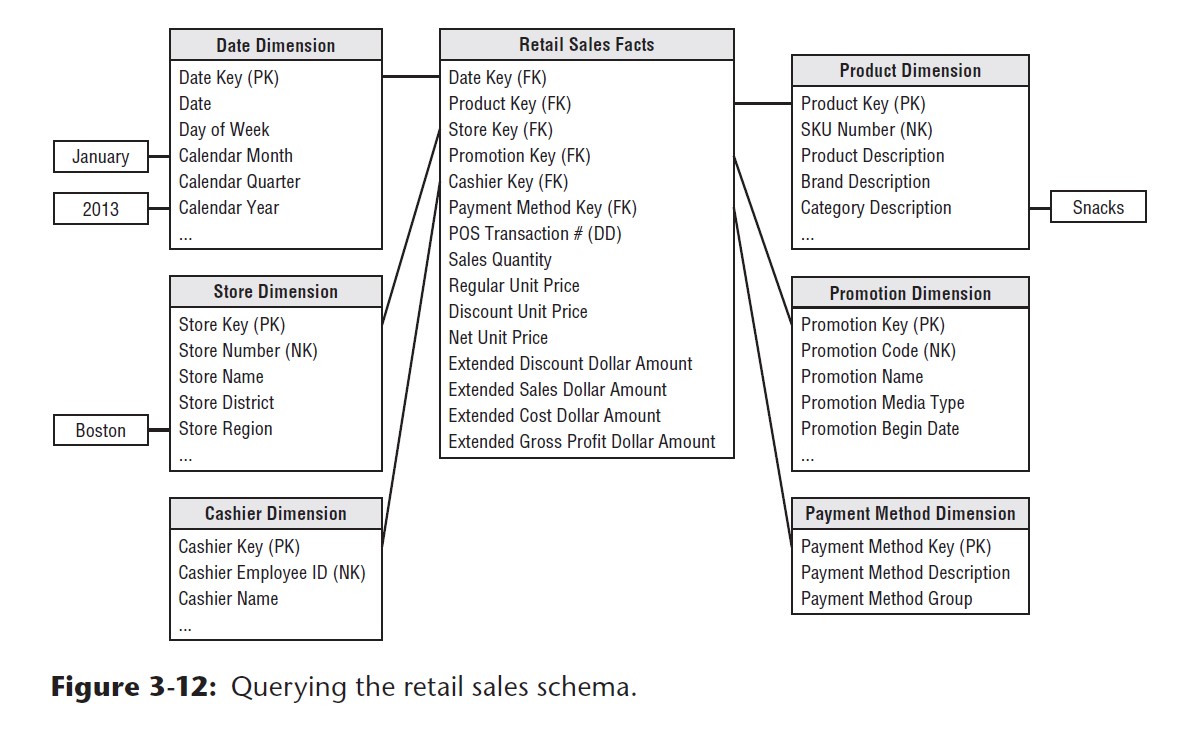 Date Dimension
Date Key (PK)
Date
Day of Week
Calendar Month
Calendar Quarter
Calendar Year
...
January
2013
Store Dimension
Store Key (PK)
Store Number (NK)
Store Name
Store District
Store Region
...
Boston
Cashier Dimension
Cashier Key (PK)
Cashier Employee ID (NK)
Cashier Name
...
Retail Sales Facts
Date Key (FK)
Product Key (FK)
Store Key (FK)
Promotion Key (FK)
Cashier Key (FK)
Payment Method Key (FK)
POS Transaction # (DD)
Sales Quantity
Regular Unit Price
Discount Unit Price
Net Unit Price
Extended Discount Dollar Amount
Extended Sales Dollar Amount
Extended Cost Dollar Amount
Extended Gross Profit Dollar Amount
Product Dimension
Product Key (PK)
SKU Number (NK)
Product Description
Brand Description
Category Description
...
Snacks
Promotion Dimension
Promotion Key (PK)
Promotion Code (NK)
Promotion Name
Promotion Media Type
Promotion Begin Date
...
Payment Method Dimension
Payment Method Key (PK)
Payment Method Description
Payment Method Group
Figure 3-12: Querying the retail sales schema.